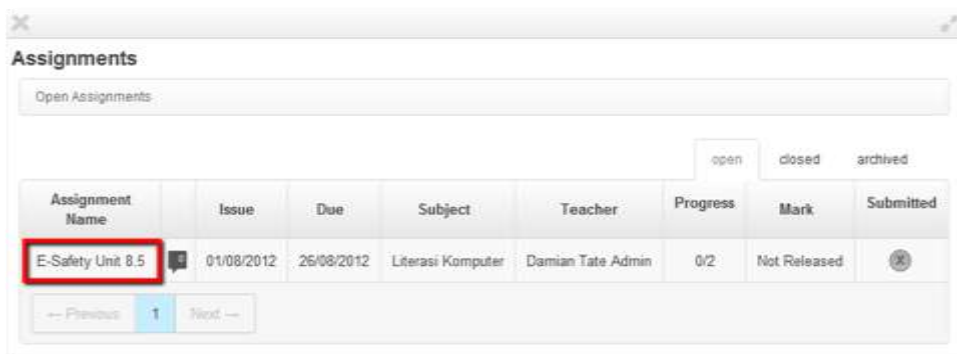 Assignments
Open Assignments
open closed archived
Assignment Name Issue Due Subject Teacher Progress Mark Submitted
E-Safety Unit 8.5 01/08/2012 26/08/2012 Literasi Komputer Damian Tate Admin 0/2 Not Released X
← Previous 1 Next →